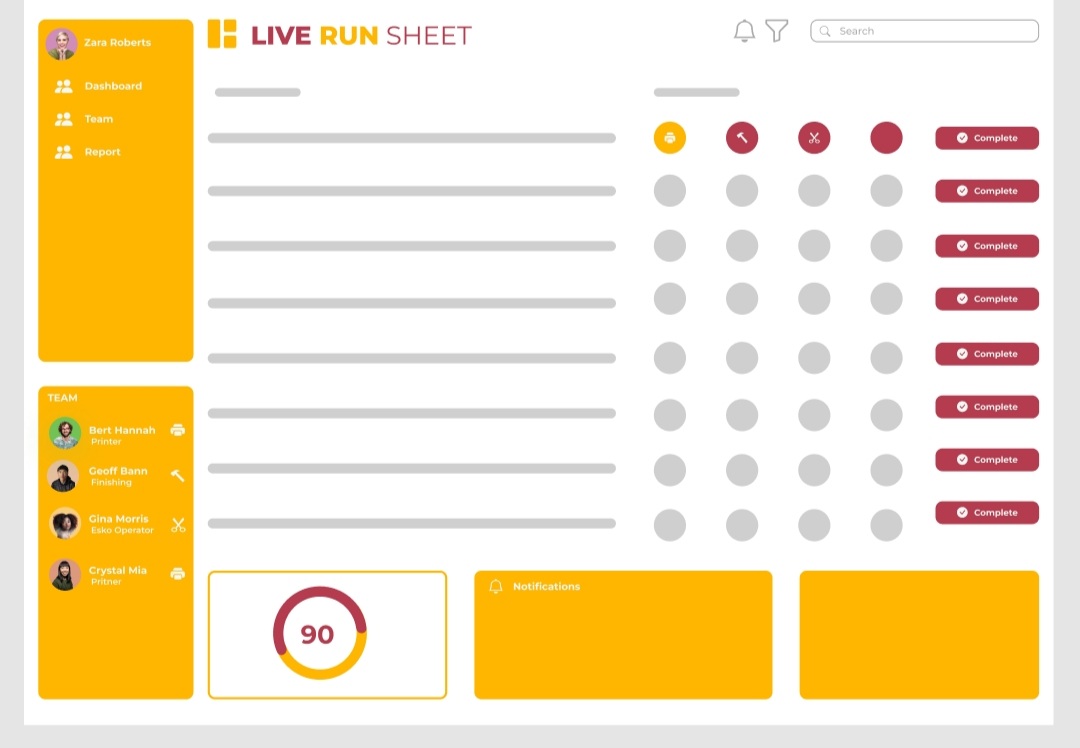 Zara Roberts
Dashboard
Team
Report
LIVE RUN SHEET
Search
Complete
Complete
Complete
Complete
Complete
Complete
Complete
Complete
TEAM
Bert Hannah
Printer
Geoff Bann
Finishing
Gina Morris
Esko Operator
Crystal Mia
Pritner
90
Notifications